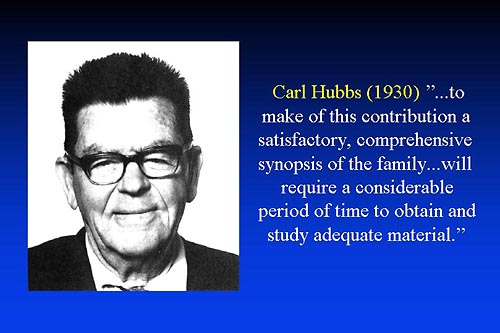 Carl Hubbs (1930) ”...to
make of this contribution a
satisfactory, comprehensive
synopsis of the family...will
require a considerable
period of time to obtain and
study adequate material.”